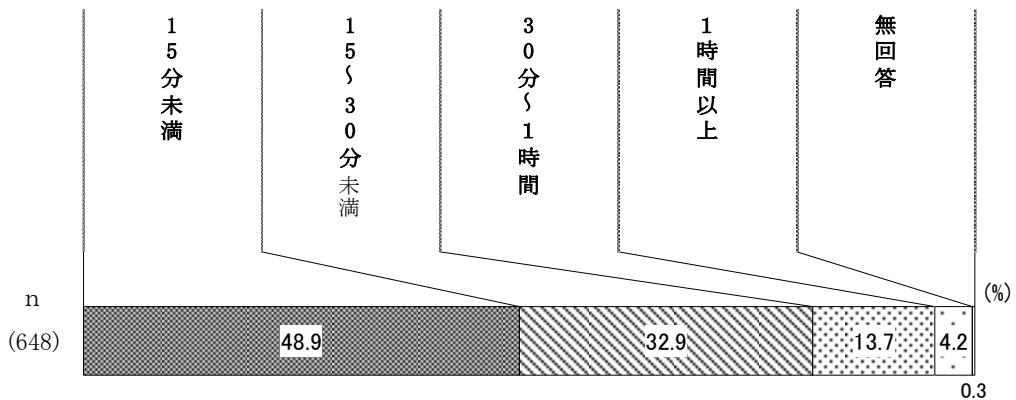 15分未満
15~30分未満
30分~1時間
1時間以上
無回答
(%)
n
(648)
48.9
32.9
13.7
4.2
0.3